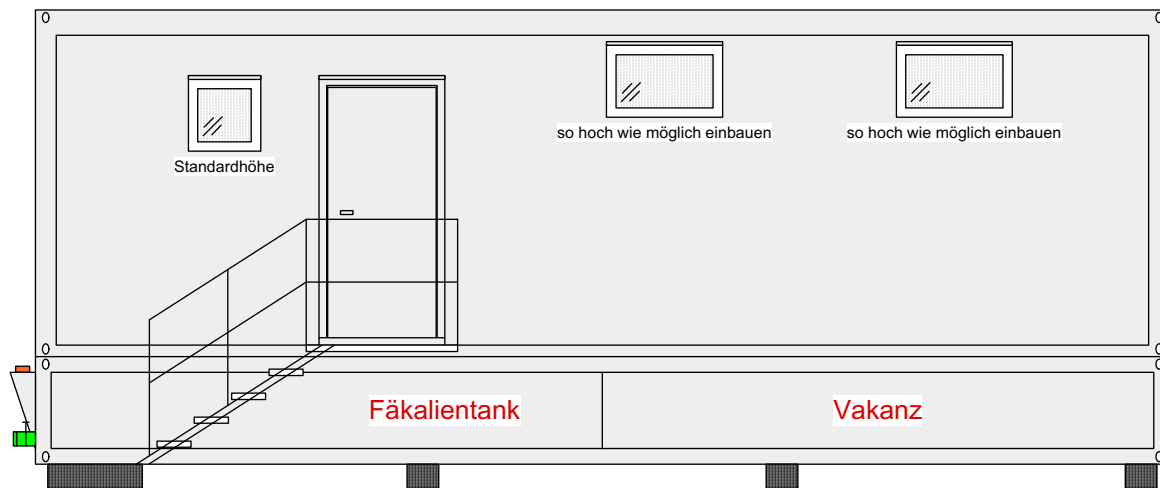 so hoch wie möglich einbauen
so hoch wie möglich einbauen
Standardhöhe
Fäkalientank
Vakanz